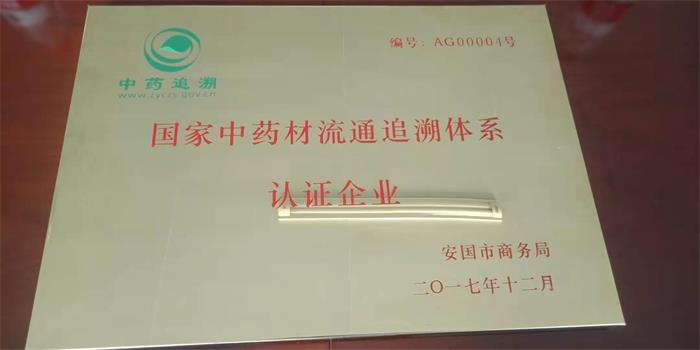 编号：AG00004号
中药追溯
www.zyczs.gov.cn
国家中药材流通追溯体系
认证企业
安国市商务局
二〇一七年十二月